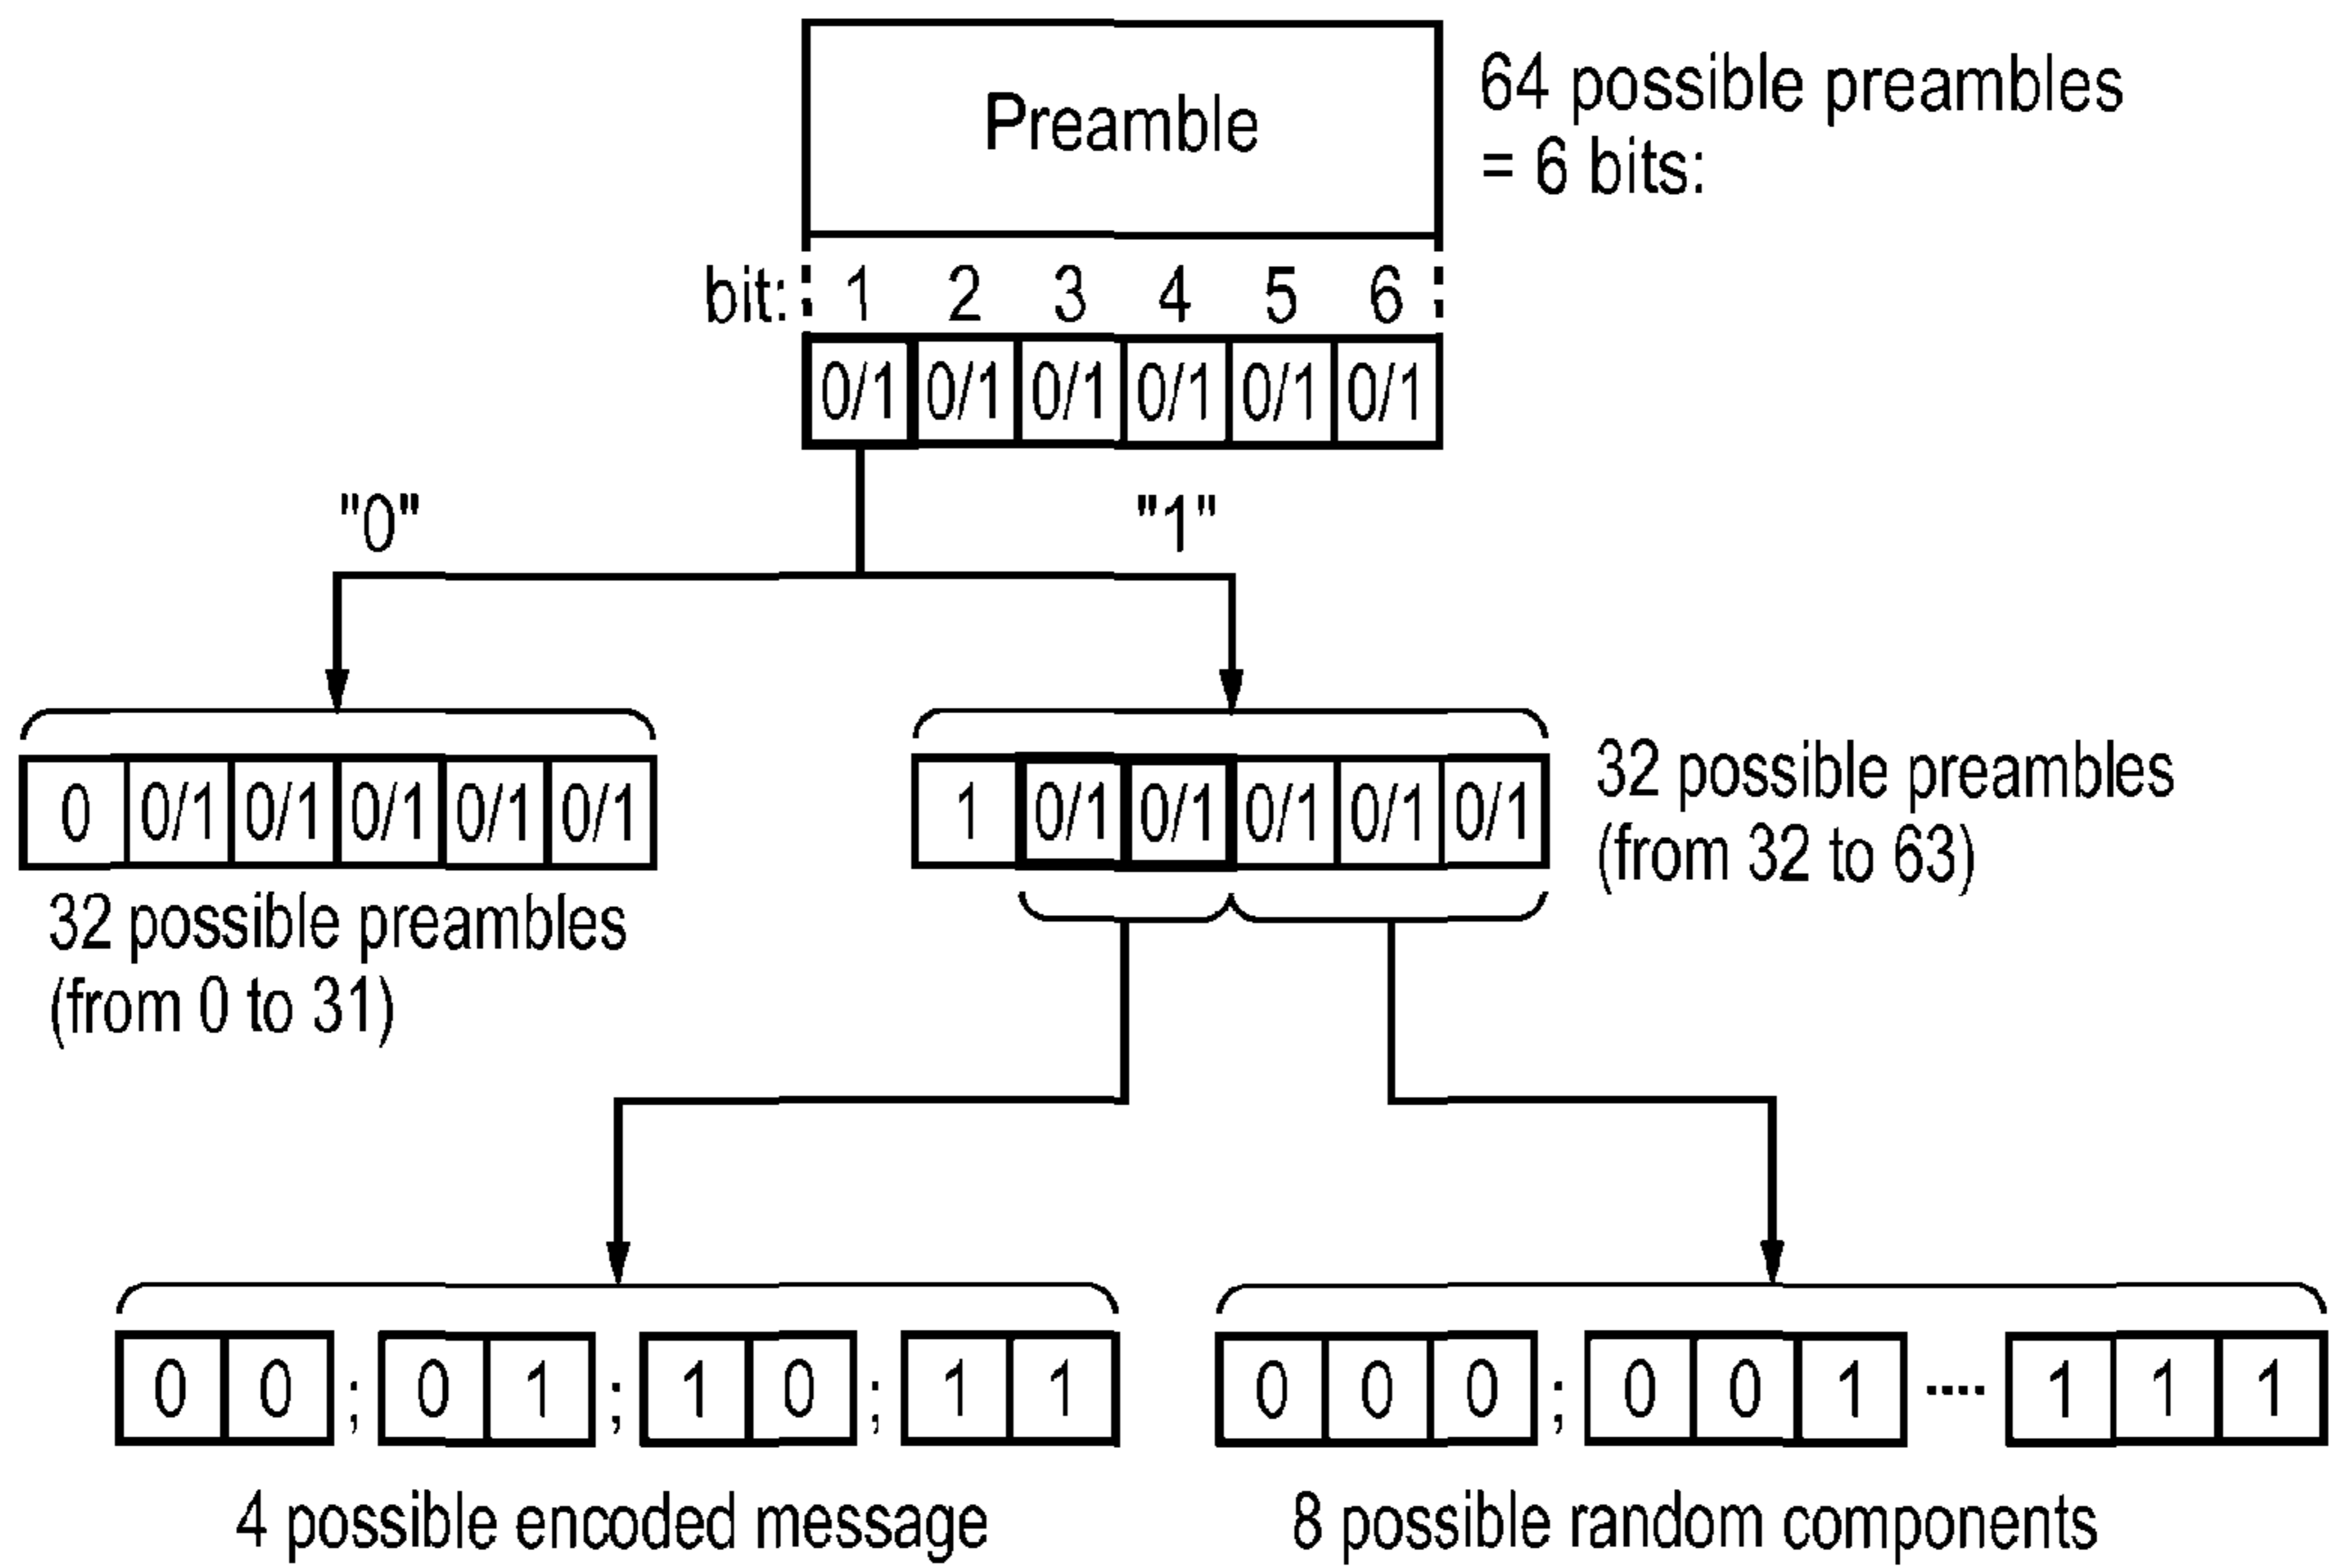 Preamble
64 possible preambles
= 6 bits:
bit: 1 2 3 4 5 6
0/1 0/1 0/1 0/1 0/1 0/1
"0" "1"
0 0/1 0/1 0/1 0/1 0/1
1 0/1 0/1 0/1 0/1 0/1
32 possible preambles
(from 32 to 63)
32 possible preambles
(from 0 to 31)
0 0 ; 0 1 ; 1 0 ; 1 1
0 0 0 ; 0 0 1 ···· 1 1 1
4 possible encoded message
8 possible random components